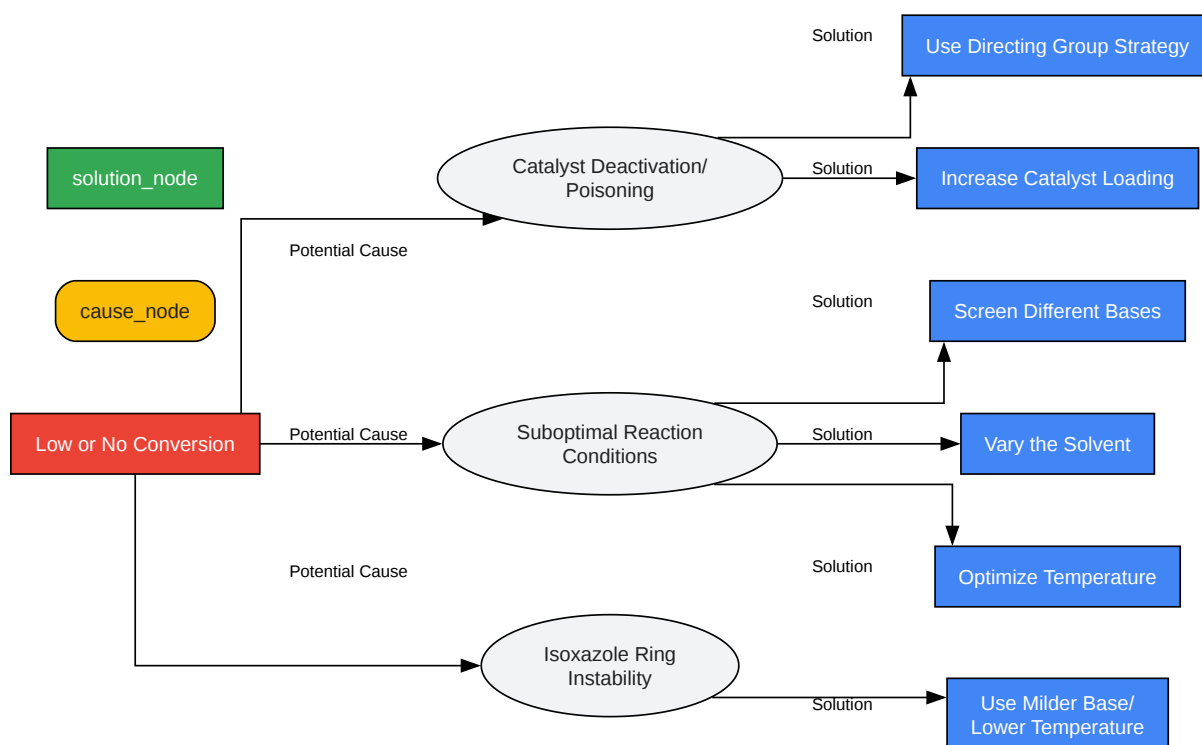 Solution
Use Directing Group Strategy
Catalyst Deactivation/
Poisoning
Solution
Increase Catalyst Loading
solution_node
Potential Cause
cause_node
Solution
Screen Different Bases
Low or No Conversion
Potential Cause
Suboptimal Reaction
Conditions
Solution
Vary the Solvent
Potential Cause
Solution
Optimize Temperature
Isoxazole Ring
Instability
Solution
Use Milder Base/
Lower Temperature